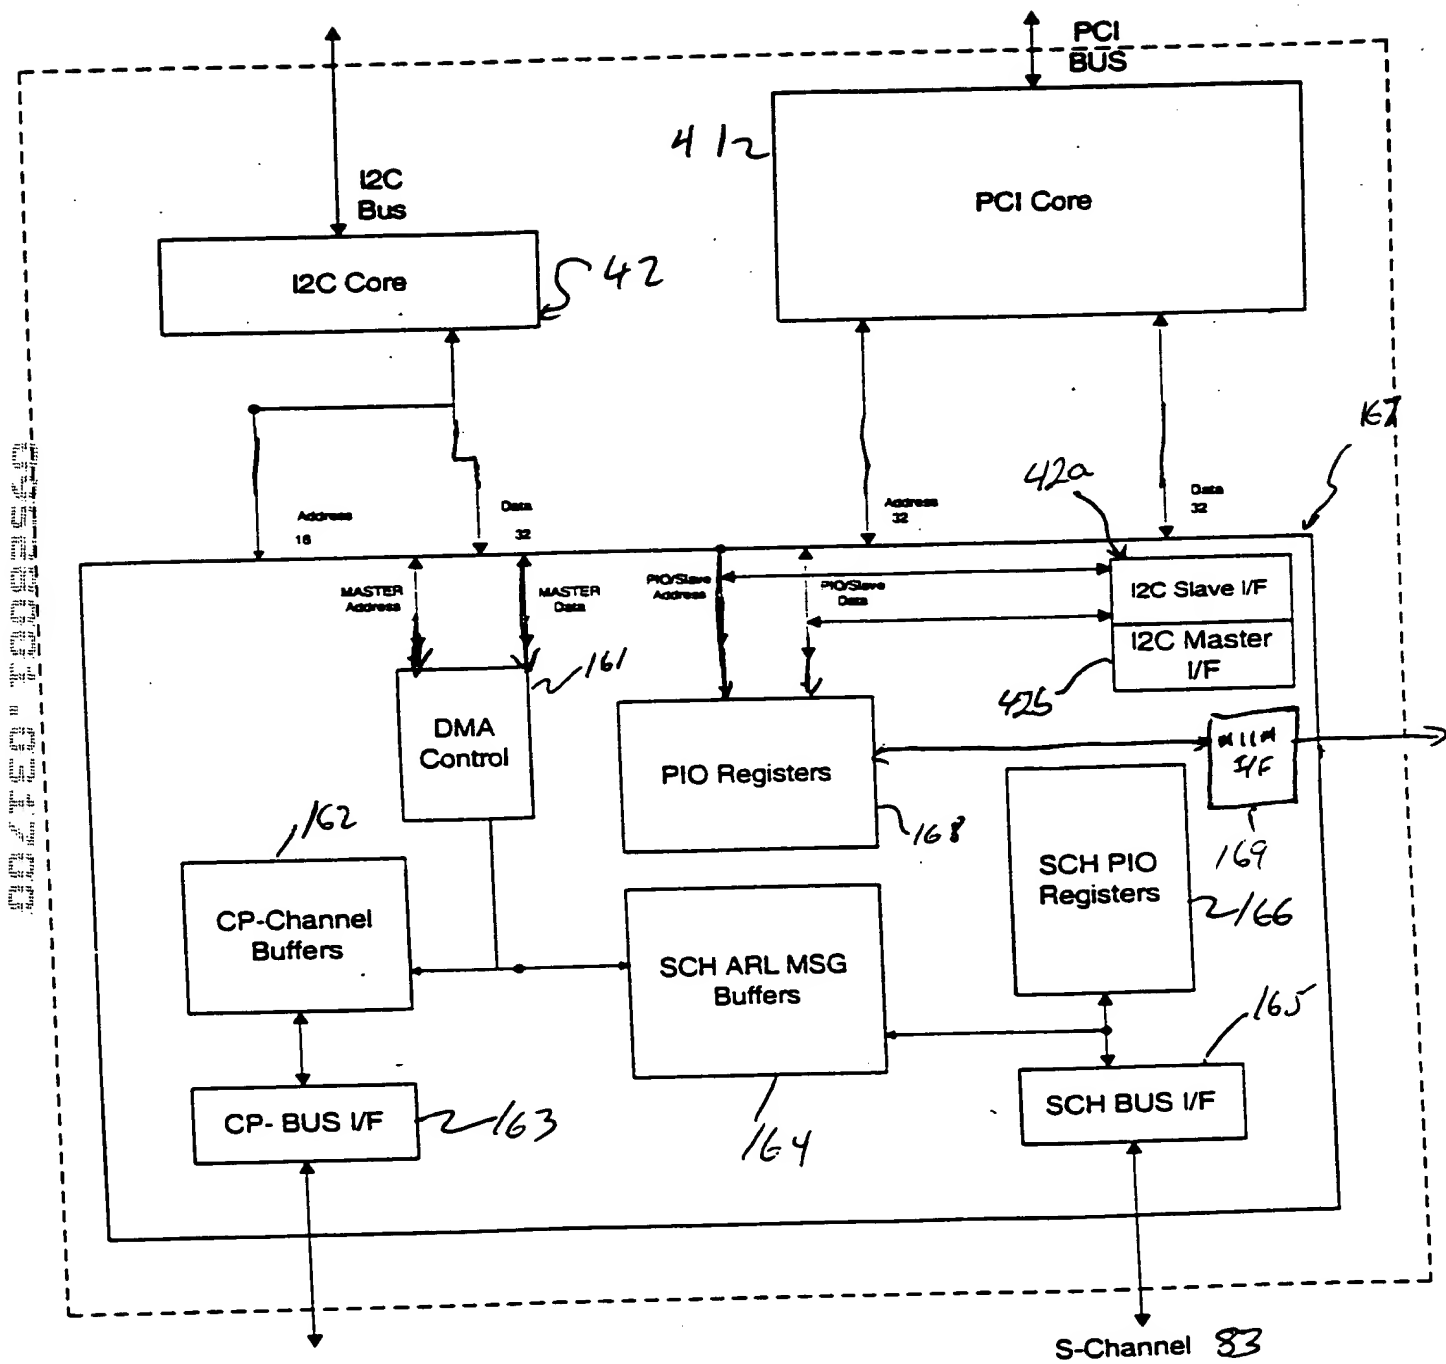 PCI
BUS
412
PCI Core
I2C
Bus
I2C Core
42
167
42a
Address
16
Data
32
Address
32
Data
32
MASTER
Address
MASTER
Data
PIO/Slave
Address
PIO/Slave
Data
I2C Slave I/F
I2C Master
I/F
42b
161
DMA
Control
PIO Registers
168
I/F
169
162
CP-Channel
Buffers
SCH ARL MSG
Buffers
SCH PIO
Registers
166
165
CP- BUS I/F
163
164
SCH BUS I/F
S-Channel 83